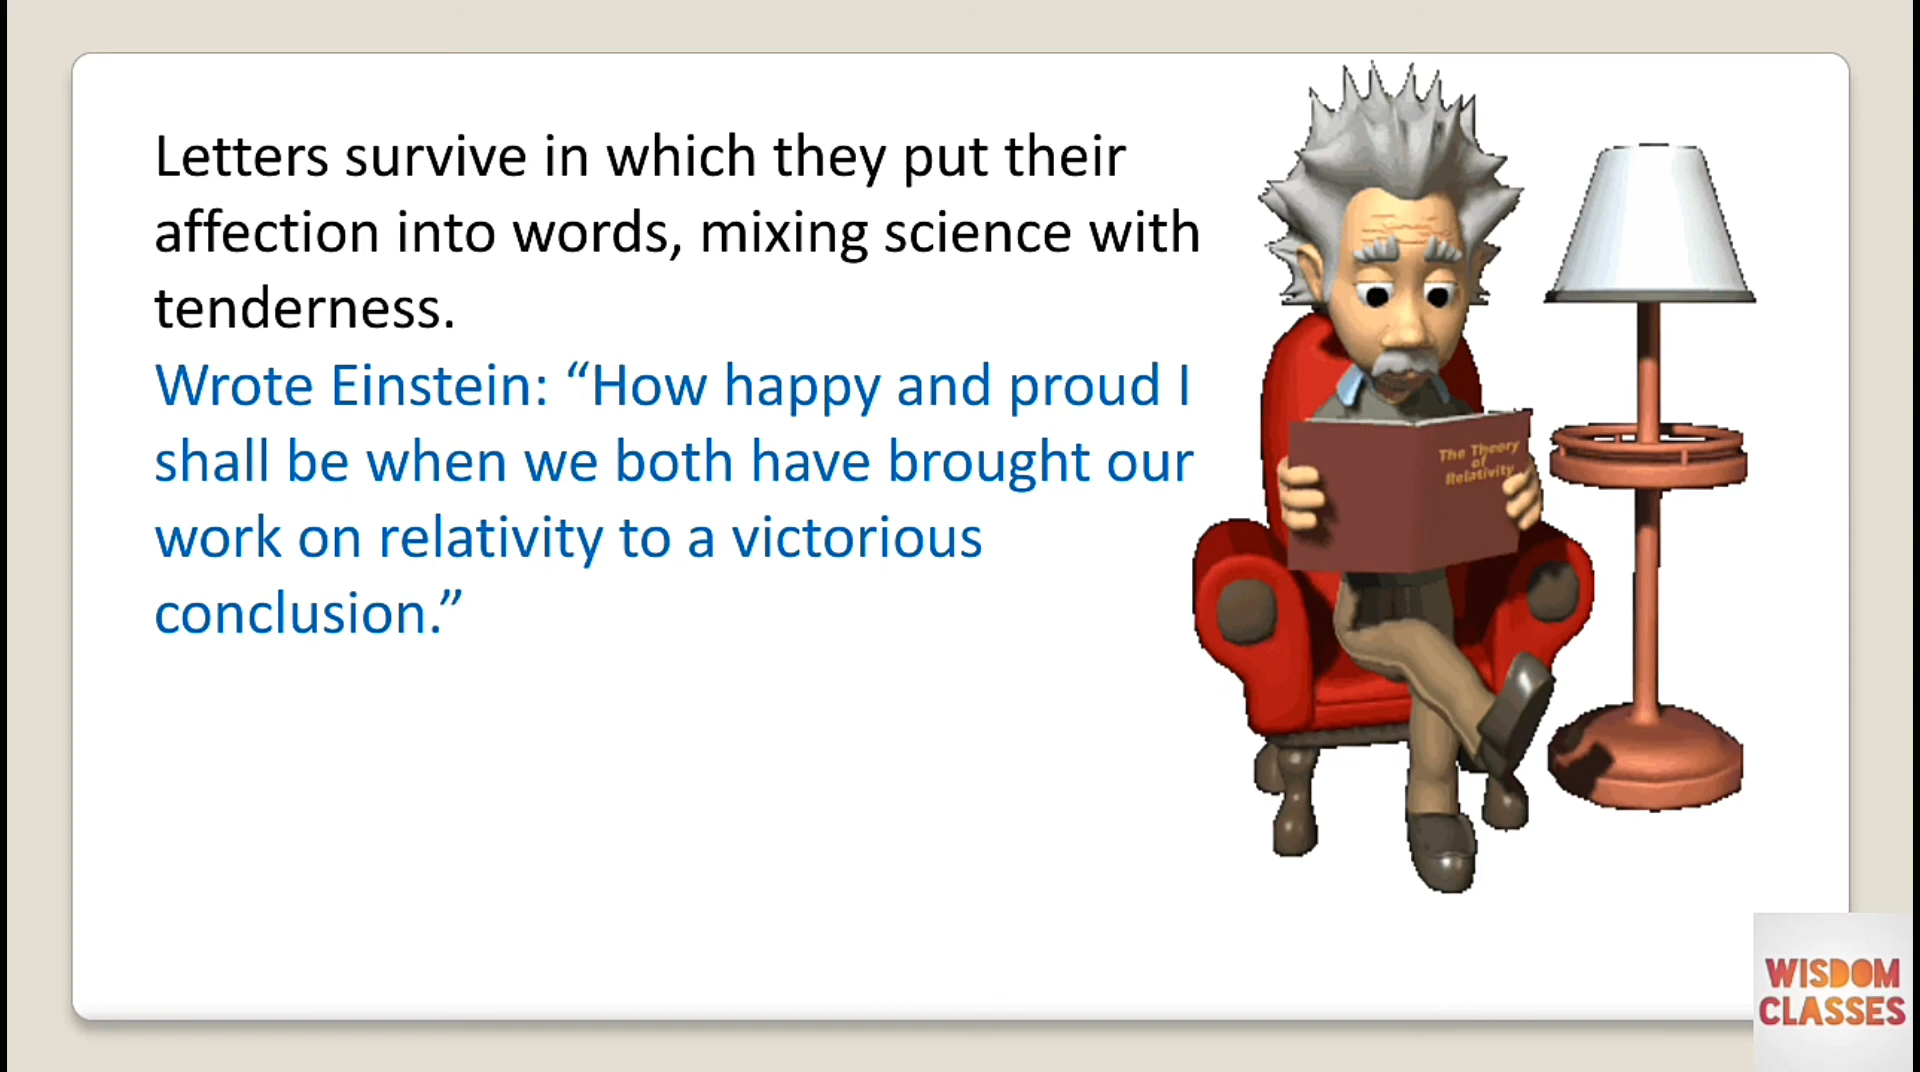 Letters survive in which they put their
affection into words, mixing science with
tenderness.
Wrote Einstein: “How happy and proud I
shall be when we both have brought our
work on relativity to a victorious
conclusion.”
The Theory
of
Relativity
WISDOM
CLASSES